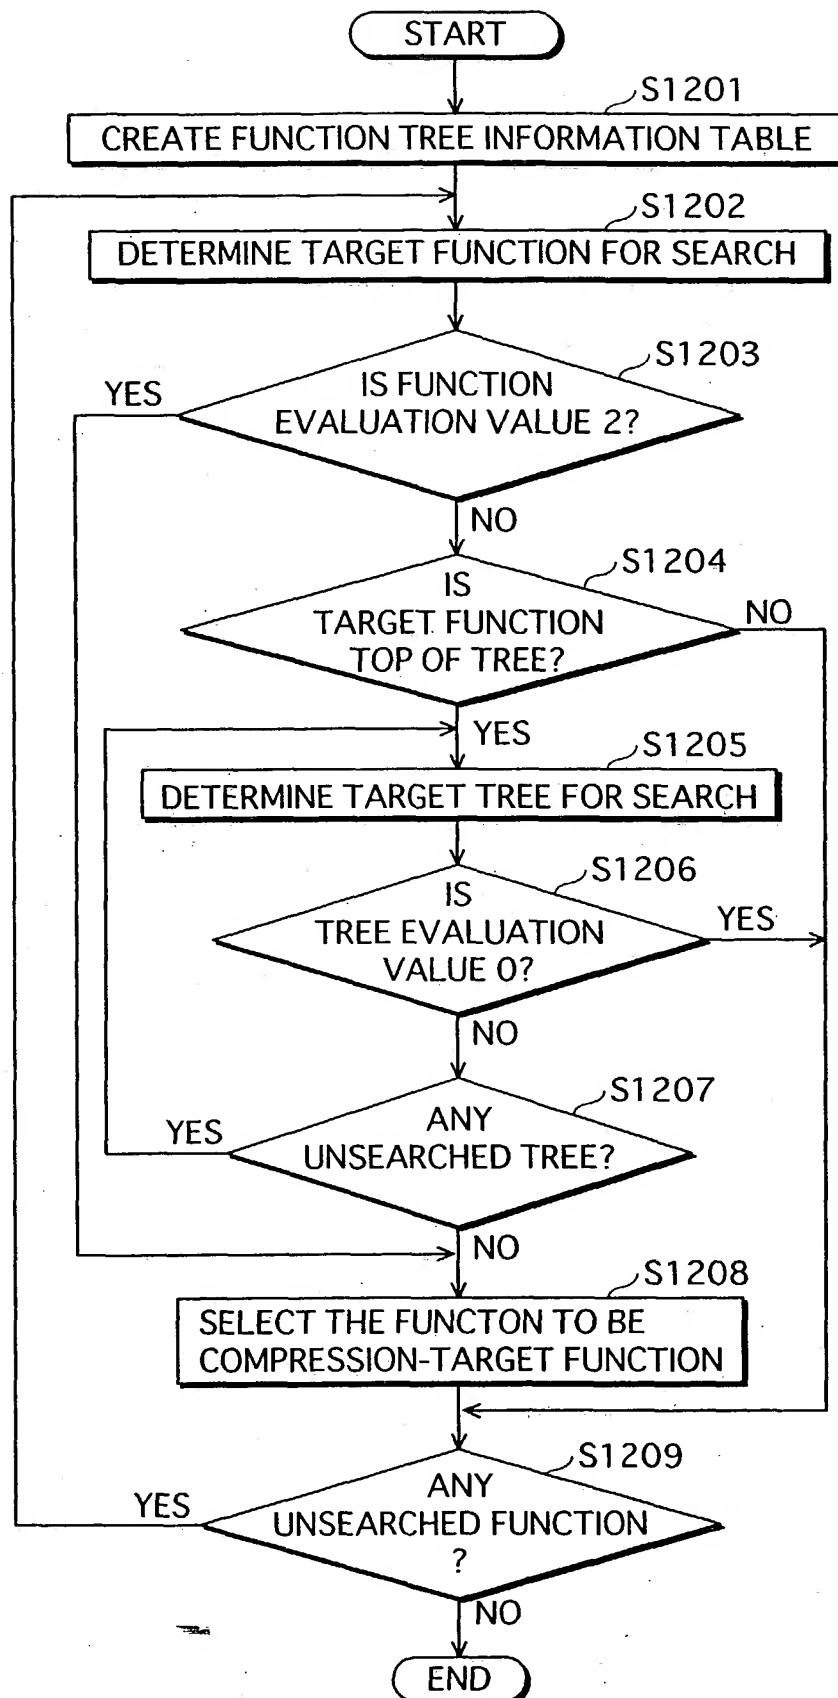 START
S1201
CREATE FUNCTION TREE INFORMATION TABLE
S1202
DETERMINE TARGET FUNCTION FOR SEARCH
S1203
YES
IS FUNCTION
EVALUATION VALUE 2?
NO
S1204
IS
TARGET FUNCTION
TOP OF TREE?
NO
YES
S1205
DETERMINE TARGET TREE FOR SEARCH
S1206
IS
TREE EVALUATION
VALUE 0?
YES
NO
S1207
ANY
UNSEARCHED TREE?
YES
NO
S1208
SELECT THE FUNCTON TO BE
COMPRESSION-TARGET FUNCTION
S1209
ANY
UNSEARCHED FUNCTION
?
YES
NO
END